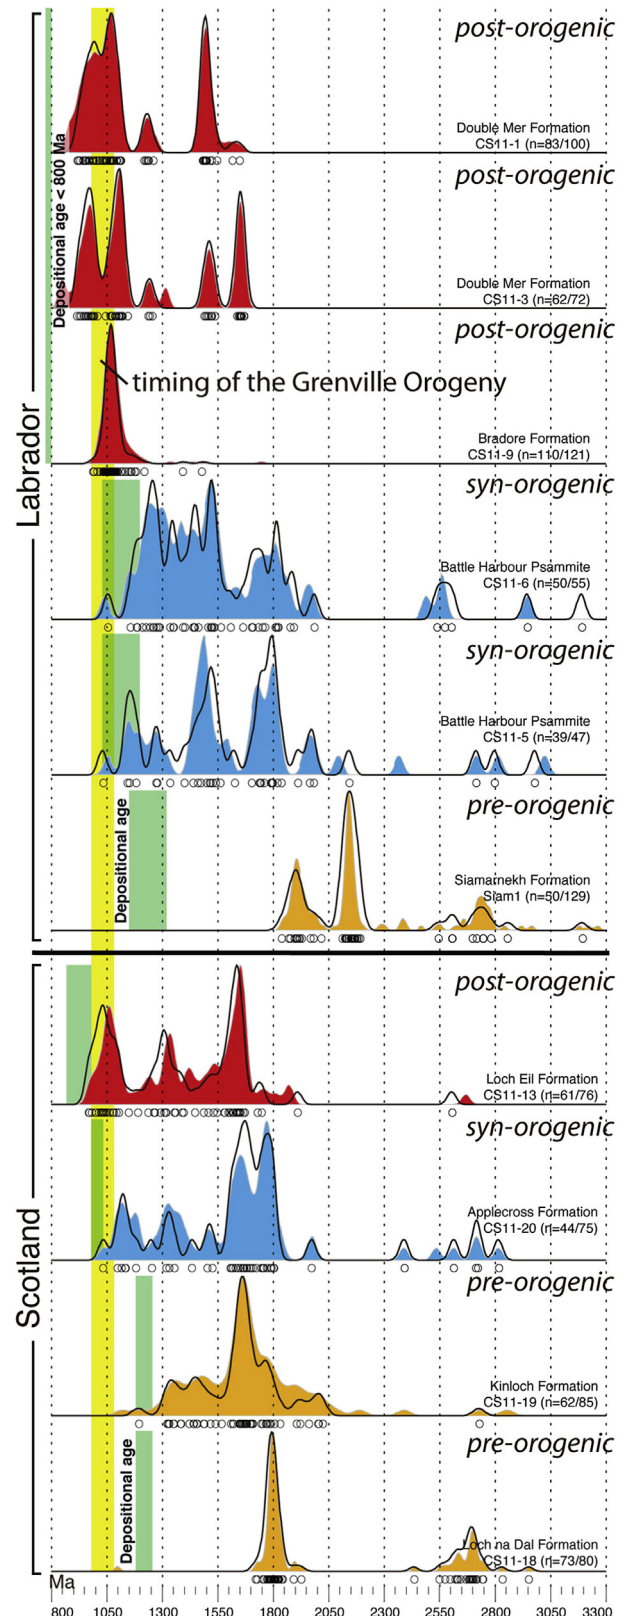 post-orogenic
Double Mer Formation
CS11-1 (n=83/100)
Depositional age < 800 Ma
post-orogenic
Double Mer Formation
CS11-3 (n=62/72)
post-orogenic
timing of the Grenville Orogeny
Bradore Formation
CS11-9 (n=110/121)
Labrador
syn-orogenic
Battle Harbour Psammite
CS11-6 (n=50/55)
syn-orogenic
Battle Harbour Psammite
CS11-5 (n=39/47)
pre-orogenic
Depositional age
Siamarnekh Formation
Siam1 (n=50/129)
post-orogenic
Loch Eil Formation
CS11-13 (n=61/76)
syn-orogenic
Applecross Formation
CS11-20 (n=44/75)
Scotland
pre-orogenic
Kinloch Formation
CS11-19 (n=62/85)
pre-orogenic
Depositional age
Loch na Dal Formation
CS11-18 (n=73/80)
Ma
800 1050 1300 1550 1800 2050 2300 2550 2800 3050 3300